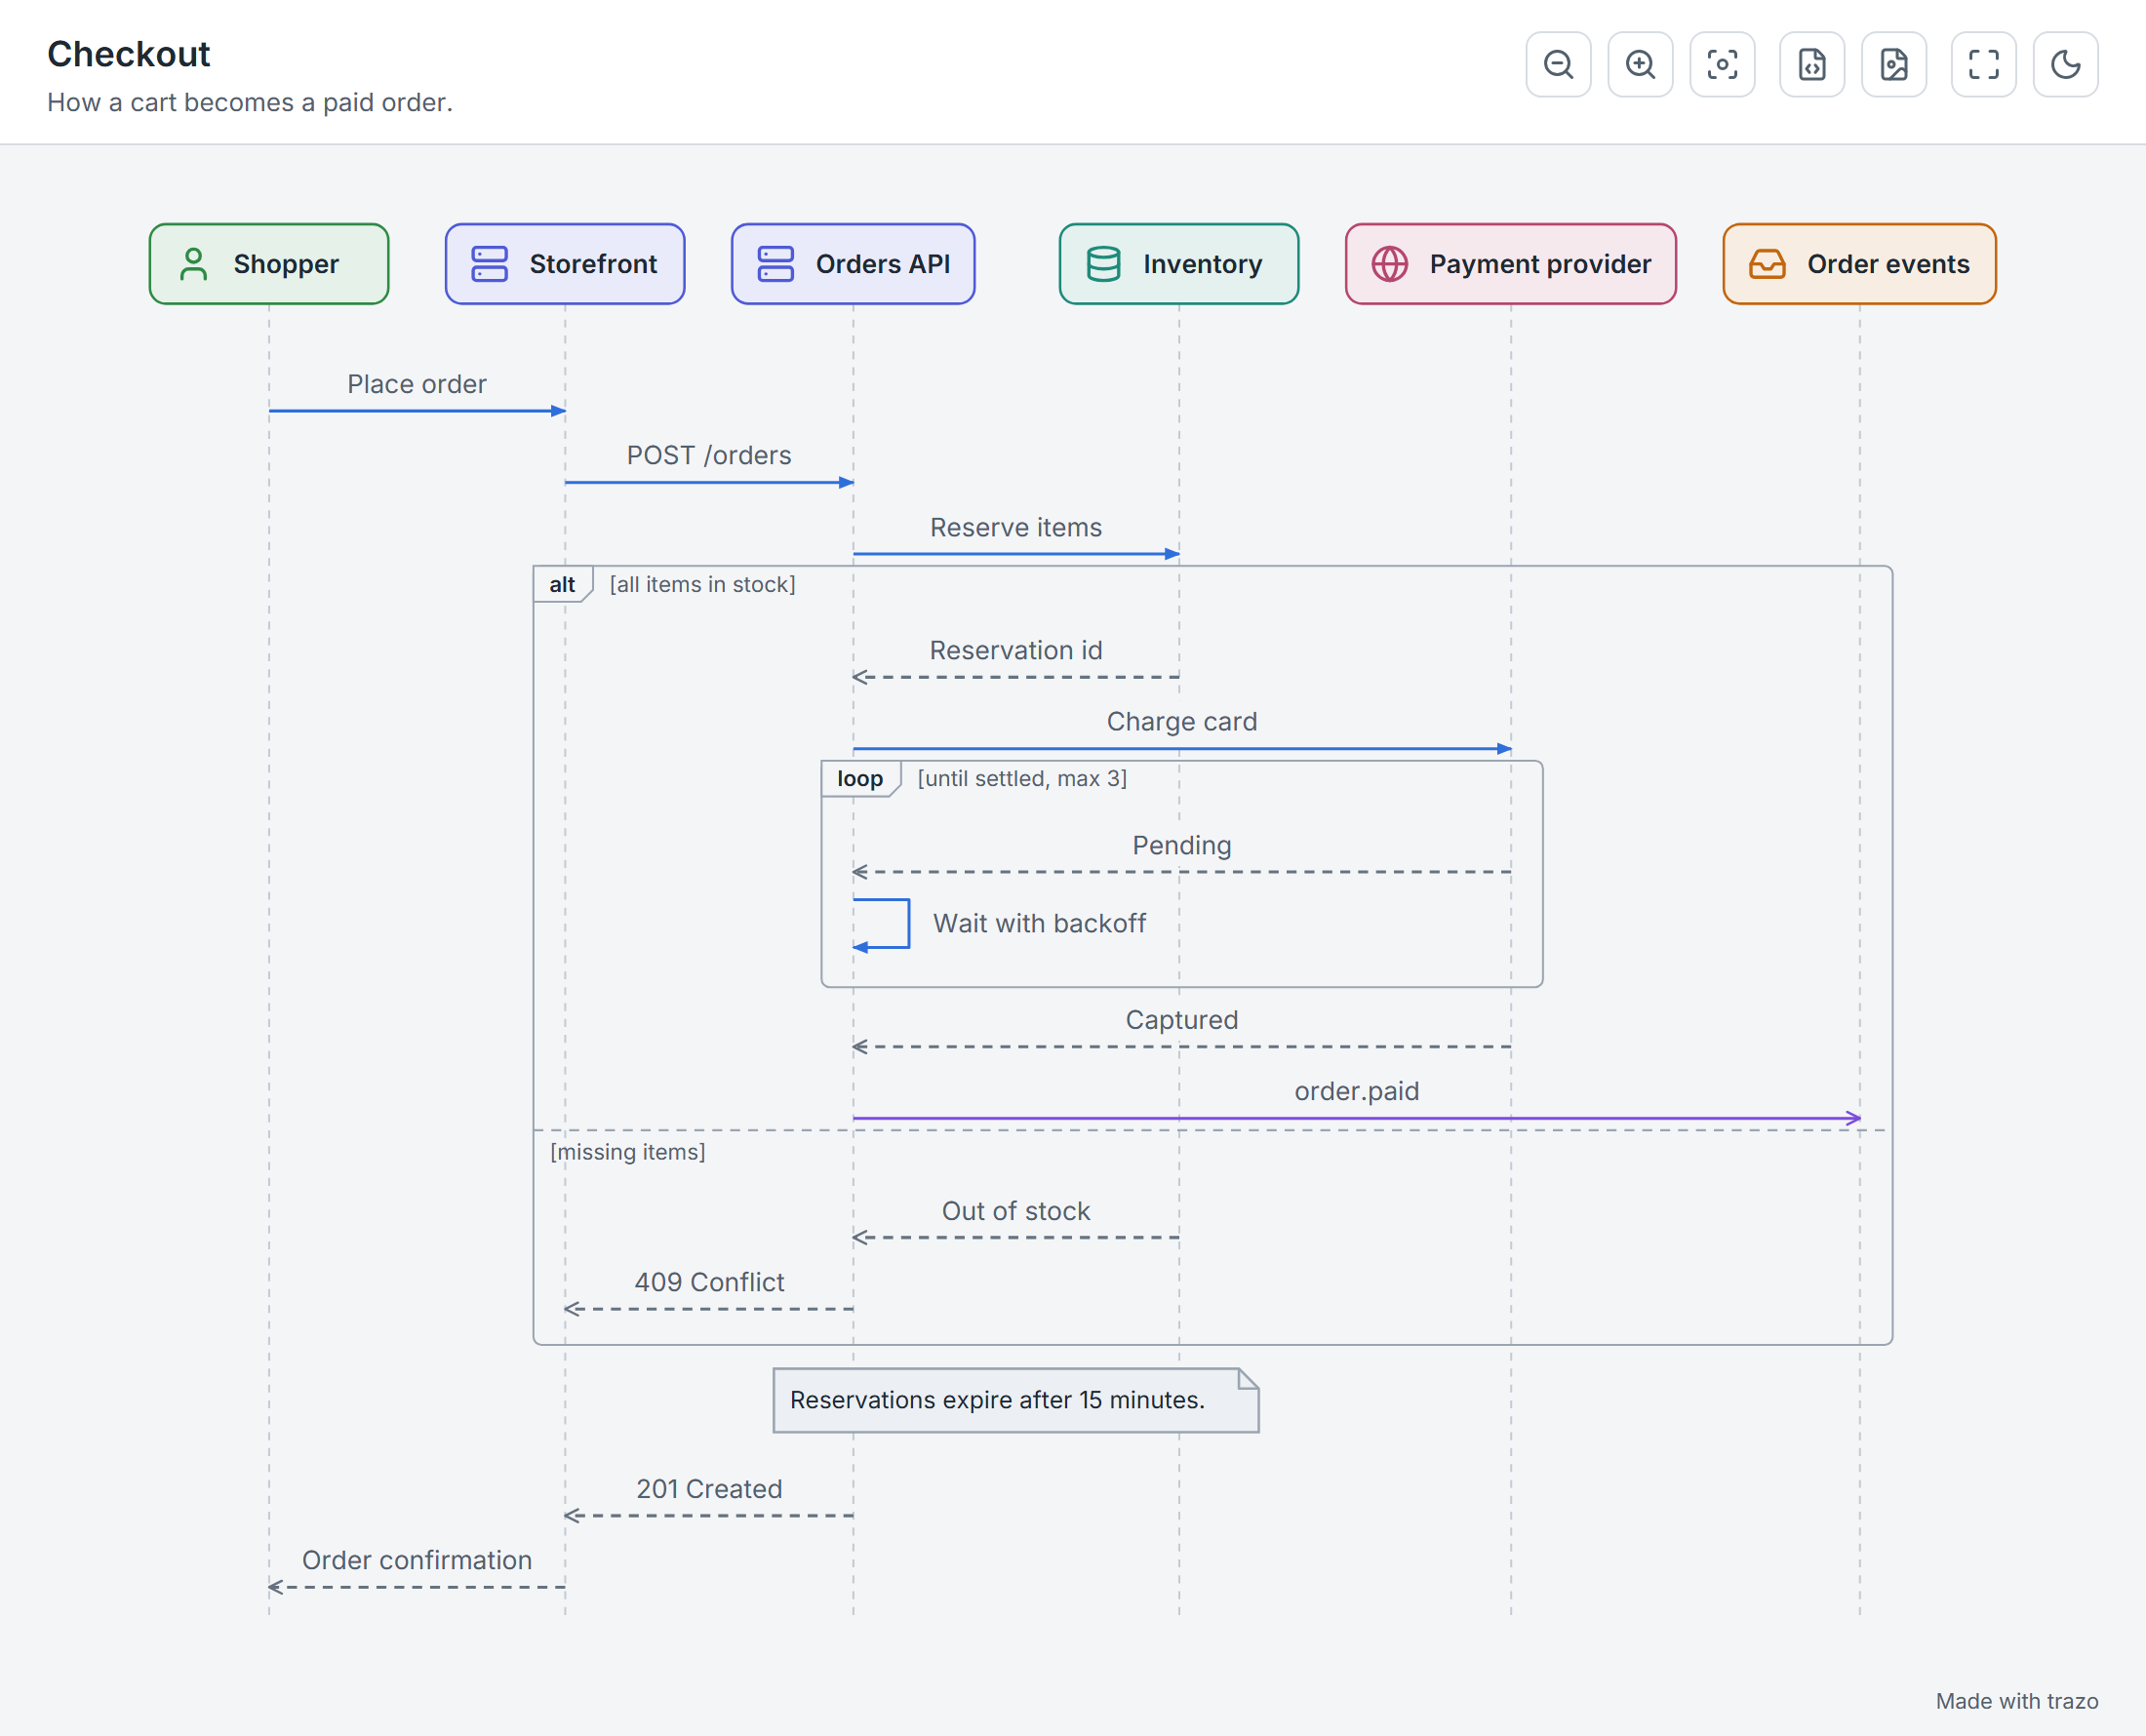 Checkout
How a cart becomes a paid order.
Shopper
Storefront
Orders API
Inventory
Payment provider
Order events
Place order
POST /orders
Reserve items
alt [all items in stock]
Reservation id
Charge card
loop [until settled, max 3]
Pending
Wait with backoff
Captured
order.paid
[missing items]
Out of stock
409 Conflict
Reservations expire after 15 minutes.
201 Created
Order confirmation
Made with trazo